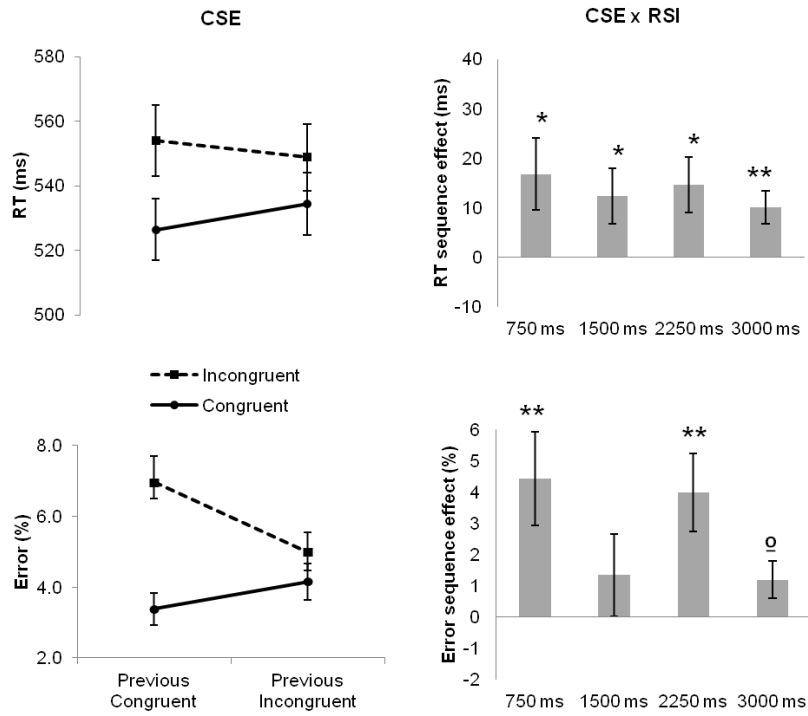 CSE
580
560
540
520
500
RT (ms)
Incongruent
Congruent
8.0
6.0
4.0
2.0
Error (%)
Previous Previous
Congruent Incongruent
CSE x RSI
40
30
20
10
0
-10
RT sequence effect (ms)
*
*
*
**
750 ms 1500 ms 2250 ms 3000 ms
6
5
4
3
2
1
0
-1
-2
Error sequence effect (%)
**
**
o
750 ms 1500 ms 2250 ms 3000 ms